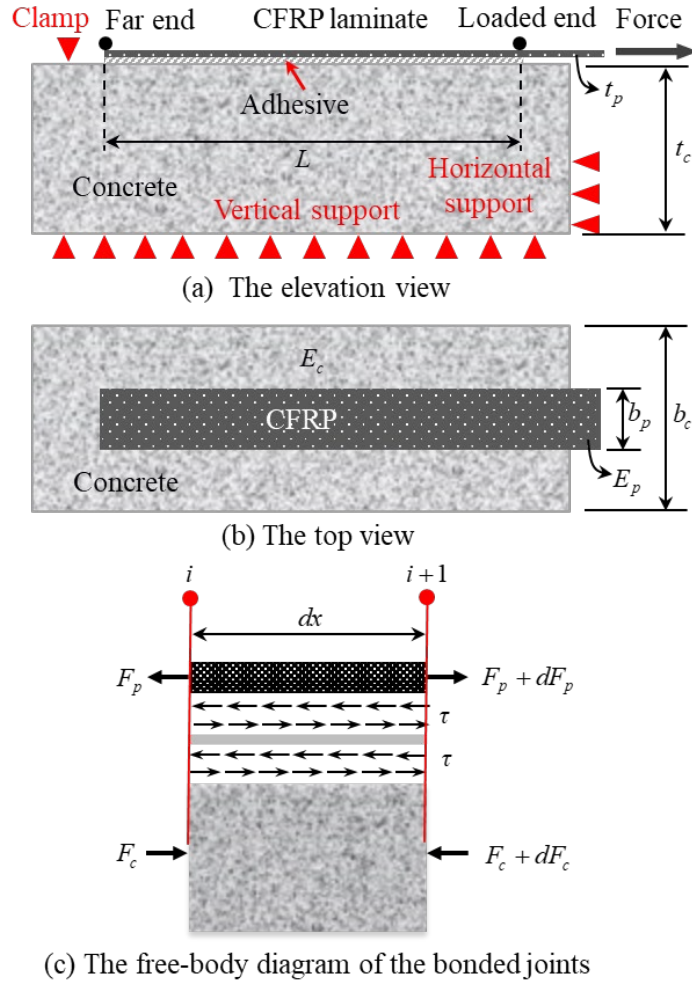 Clamp Far end CFRP laminate Loaded end Force
Adhesive
t_p
L
t_c
Concrete
Horizontal
support
Vertical support
(a) The elevation view
E_c
CFRP
b_p
b_c
Concrete
E_p
(b) The top view
i
i+1
dx
F_p
F_p + dF_p
τ
τ
F_c
F_c + dF_c
(c) The free-body diagram of the bonded joints